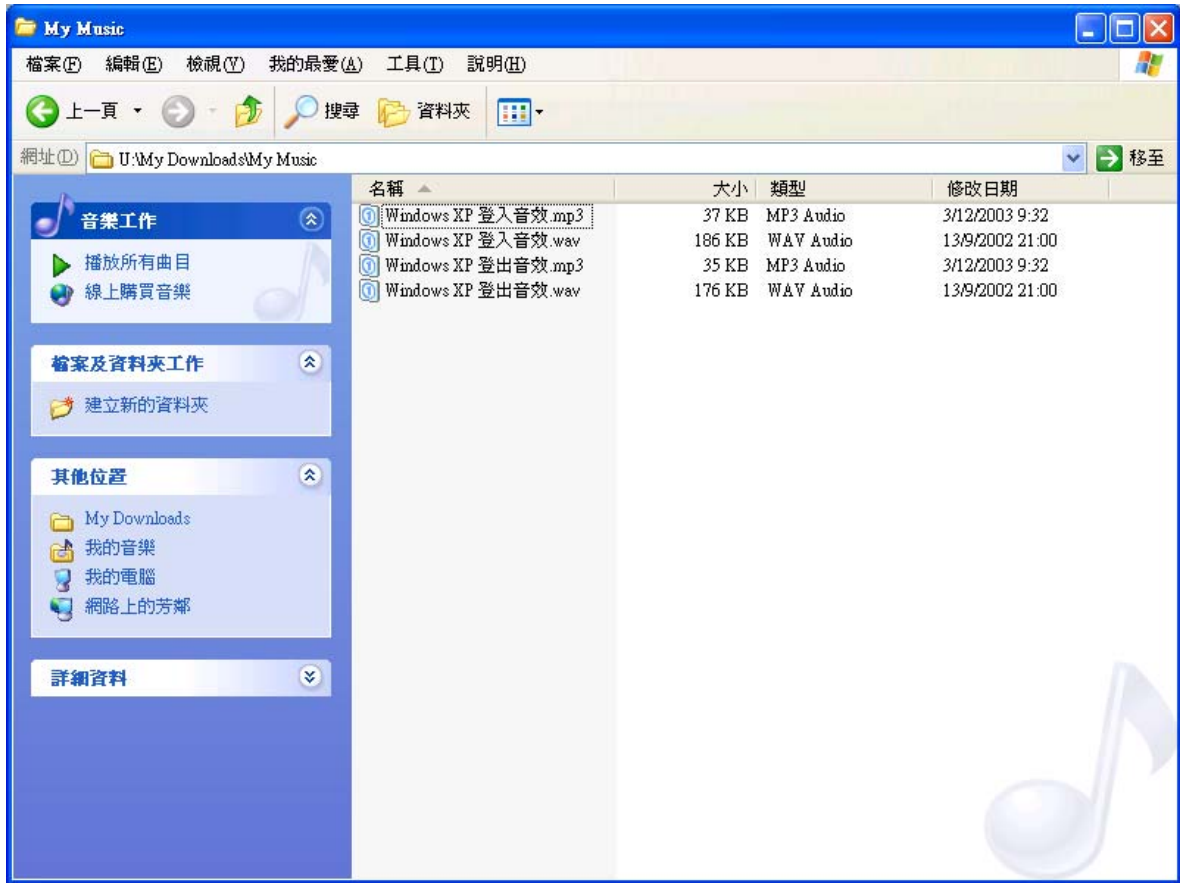 My Music
檔案(F) 編輯(E) 檢視(V) 我的最愛(A) 工具(T) 說明(H)
上一頁 搜尋 資料夾
網址(D) U:\My Downloads\My Music 移至
名稱 大小 類型 修改日期
Windows XP 登入音效.mp3 37 KB MP3 Audio 3/12/2003 9:32
Windows XP 登入音效.wav 186 KB WAV Audio 13/9/2002 21:00
Windows XP 登出音效.mp3 35 KB MP3 Audio 3/12/2003 9:32
Windows XP 登出音效.wav 176 KB WAV Audio 13/9/2002 21:00
音樂工作
播放所有曲目
線上購買音樂
檔案及資料夾工作
建立新的資料夾
其他位置
My Downloads
我的音樂
我的電腦
網路上的芳鄰
詳細資料